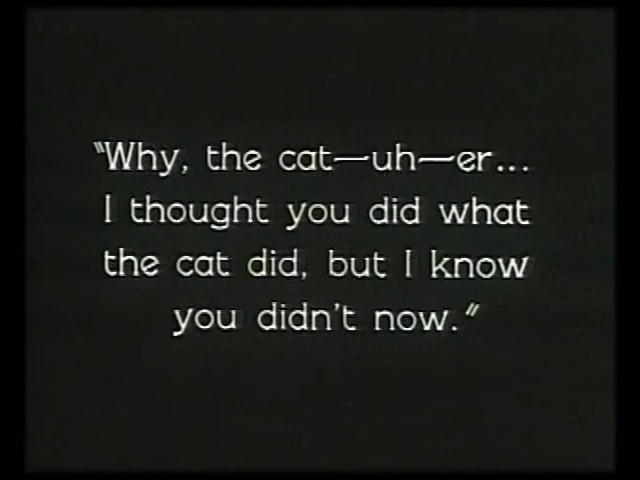 "Why, the cat—uh—er...
I thought you did what
the cat did, but I know
you didn't now."